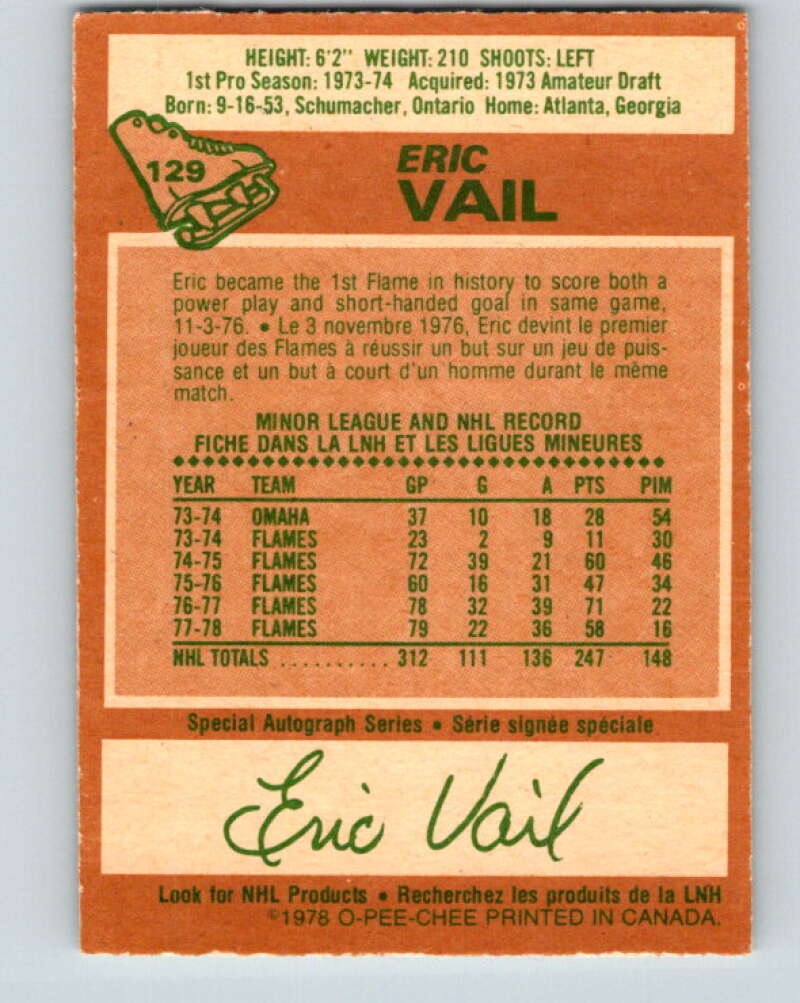 HEIGHT: 6'2" WEIGHT: 210 SHOOTS: LEFT
1st Pro Season: 1973-74 Acquired: 1973 Amateur Draft
Born: 9-16-53, Schumacher, Ontario Home: Atlanta, Georgia
129
ERIC
VAIL
Eric became the 1st Flame in history to score both a
power play and short-handed goal in same game,
11-3-76. • Le 3 novembre 1976, Eric devint le premier
joueur des Flames à réussir un but sur un jeu de puis-
sance et un but à court d'un homme durant le même
match.
MINOR LEAGUE AND NHL RECORD
FICHE DANS LA LNH ET LES LIGUES MINEURES
YEAR TEAM GP G A PTS PIM
73-74 OMAHA 37 10 18 28 54
73-74 FLAMES 23 2 9 11 30
74-75 FLAMES 72 39 21 60 46
75-76 FLAMES 60 16 31 47 34
76-77 FLAMES 78 32 39 71 22
77-78 FLAMES 79 22 36 58 16
NHL TOTALS .......... 312 111 136 247 148
Special Autograph Series • Série signée spéciale
Eric Vail
Look for NHL Products • Recherchez les produits de la LNH
©1978 O-PEE-CHEE PRINTED IN CANADA.